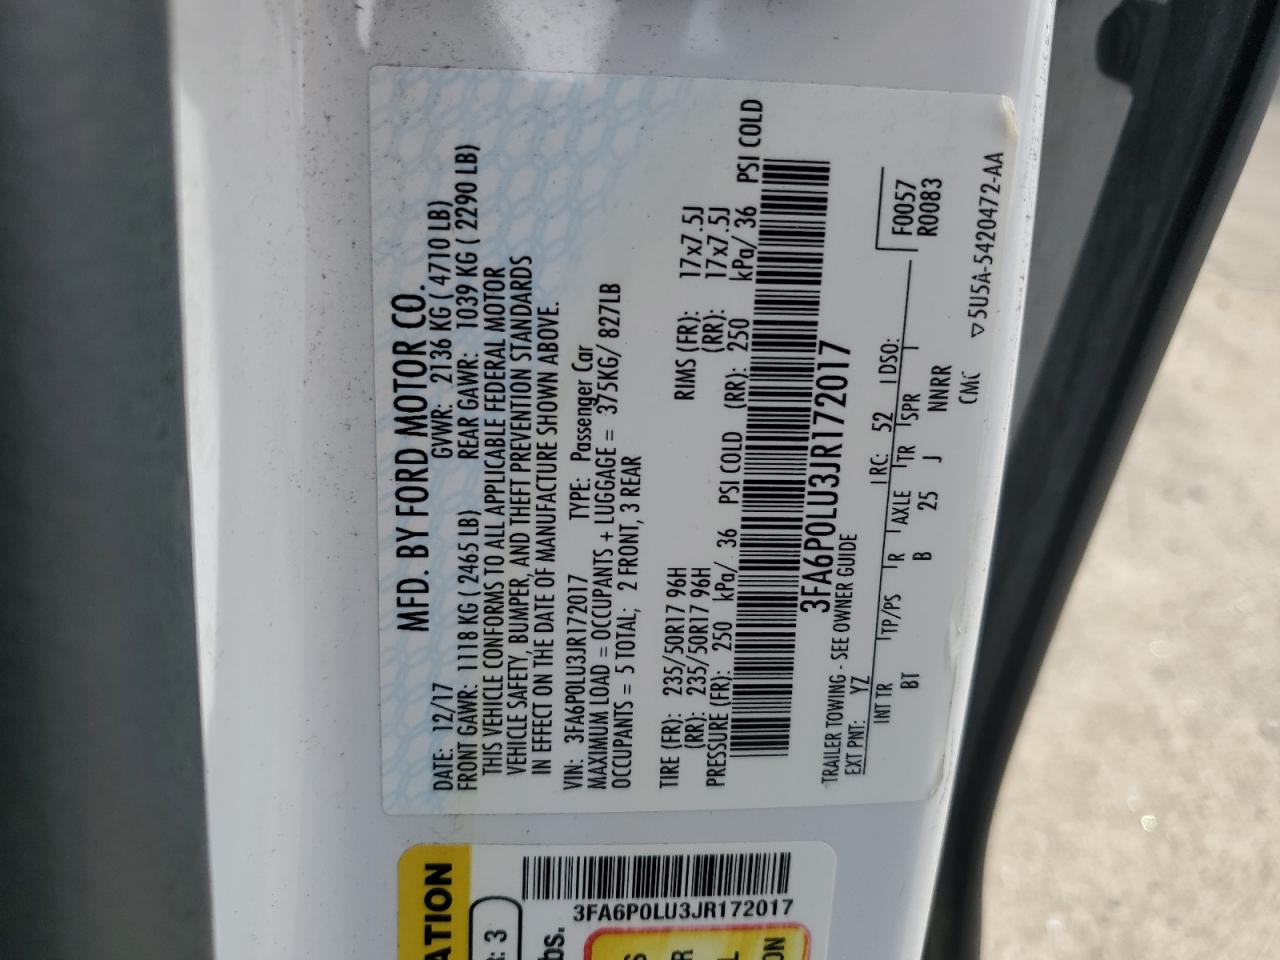 MFD. BY FORD MOTOR CO.
DATE: 12/17 GVWR: 2136 KG ( 4710 LB)
FRONT GAWR: 1118 KG ( 2465 LB) REAR GAWR: 1039 KG ( 2290 LB)
THIS VEHICLE CONFORMS TO ALL APPLICABLE FEDERAL MOTOR
VEHICLE SAFETY, BUMPER, AND THEFT PREVENTION STANDARDS
IN EFFECT ON THE DATE OF MANUFACTURE SHOWN ABOVE.
VIN: 3FA6P0LU3JR172017 TYPE: Passenger Car
MAXIMUM LOAD = OCCUPANTS + LUGGAGE = 375KG/ 827LB
OCCUPANTS = 5 TOTAL; 2 FRONT, 3 REAR
TIRE (FR): 235/50R17 96H RIMS (FR): 17x7.5J
(RR): 235/50R17 96H (RR): 17x7.5J
PRESSURE (FR): 250 kPa/ 36 PSI COLD (RR): 250 kPa/ 36 PSI COLD
3FA6P0LU3JR172017
TRAILER TOWING - SEE OWNER GUIDE
EXT PNT: YZ RC: 52 DSO: F0057
R0083
INT TR TP/PS R AXLE TR SPR
BT B 25 J NNRR
CMC ▽5U5A-5420472-AA
ATION
: 3
3FA6P0LU3JR172017
bs.
S
R
L
ON